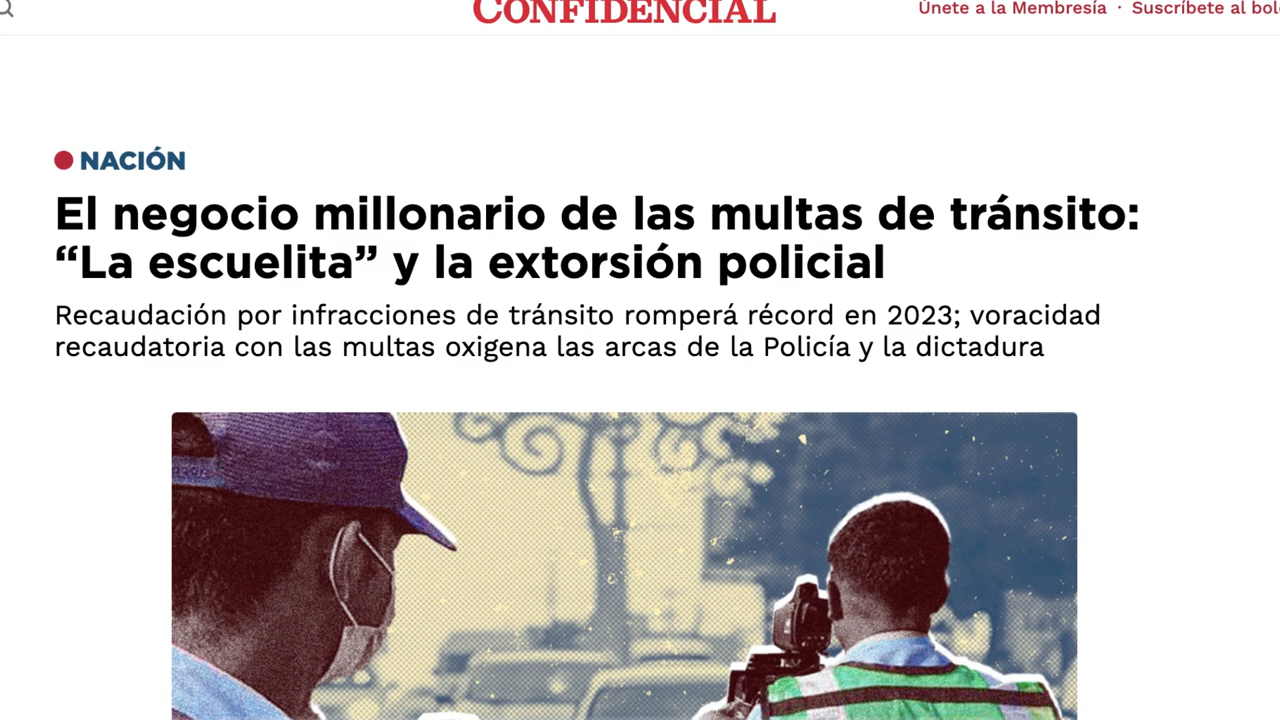 CONFIDENCIAL
Únete a la Membresía · Suscríbete al
NACIÓN
El negocio millonario de las multas de tránsito:
“La escuelita” y la extorsión policial
Recaudación por infracciones de tránsito romperá récord en 2023; voracidad
recaudatoria con las multas oxigena las arcas de la Policía y la dictadura